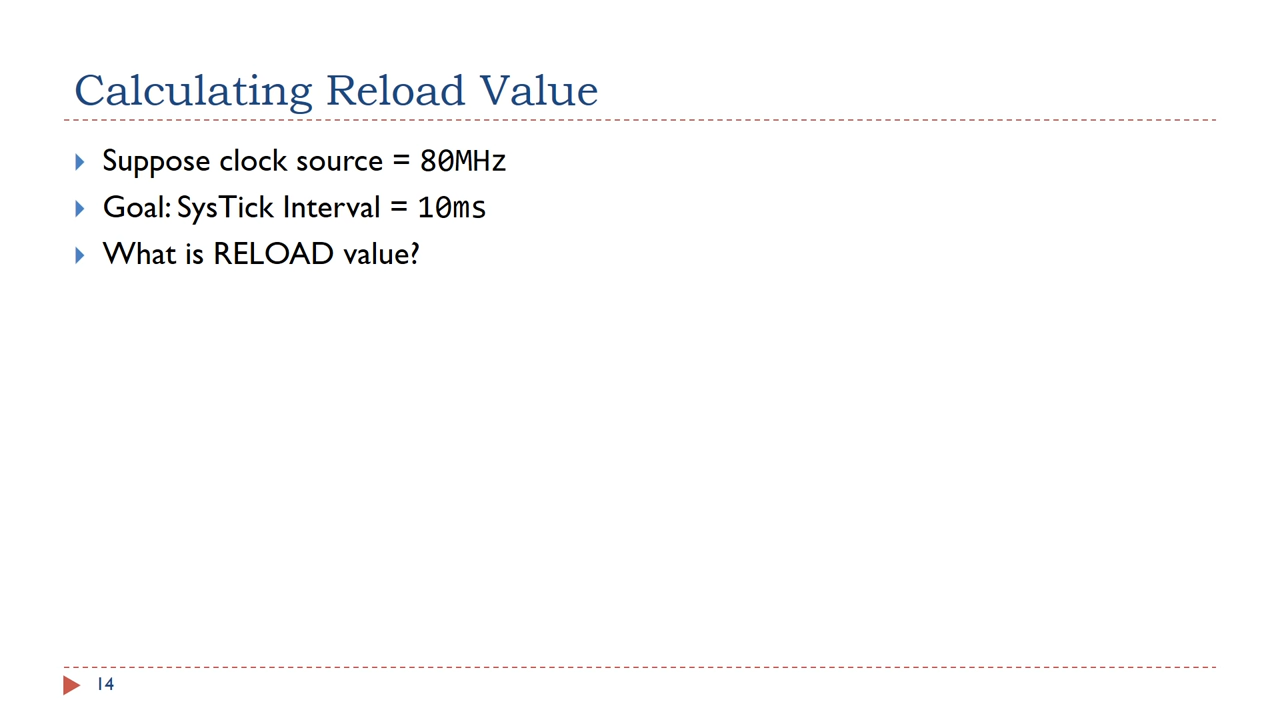 Calculating Reload Value
Suppose clock source = 80MHz
Goal: SysTick Interval = 10ms
What is RELOAD value?
14